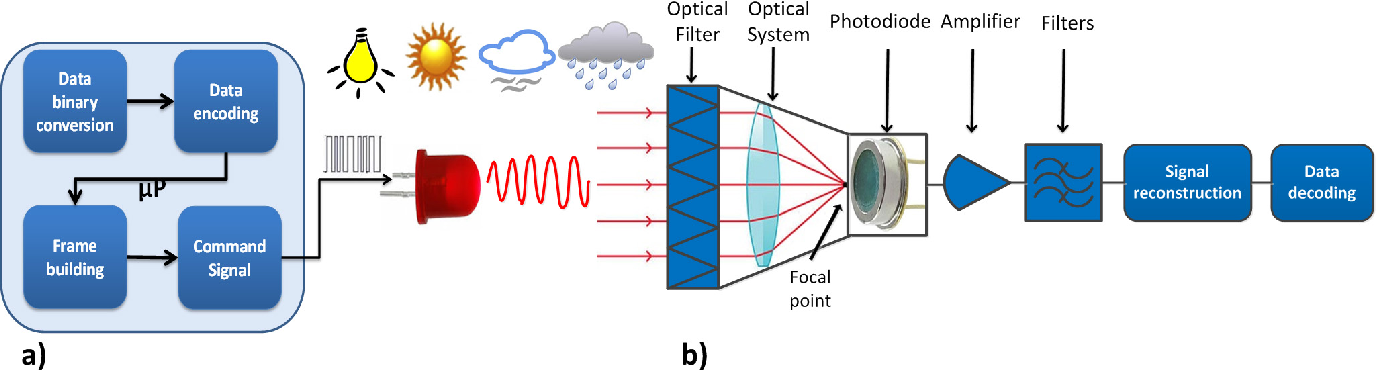 Data
binary
conversion
Data
encoding
μP
Frame
building
Command
Signal
a)
Optical
Filter
Optical
System
Photodiode
Amplifier
Filters
Focal
point
Signal
reconstruction
Data
decoding
b)